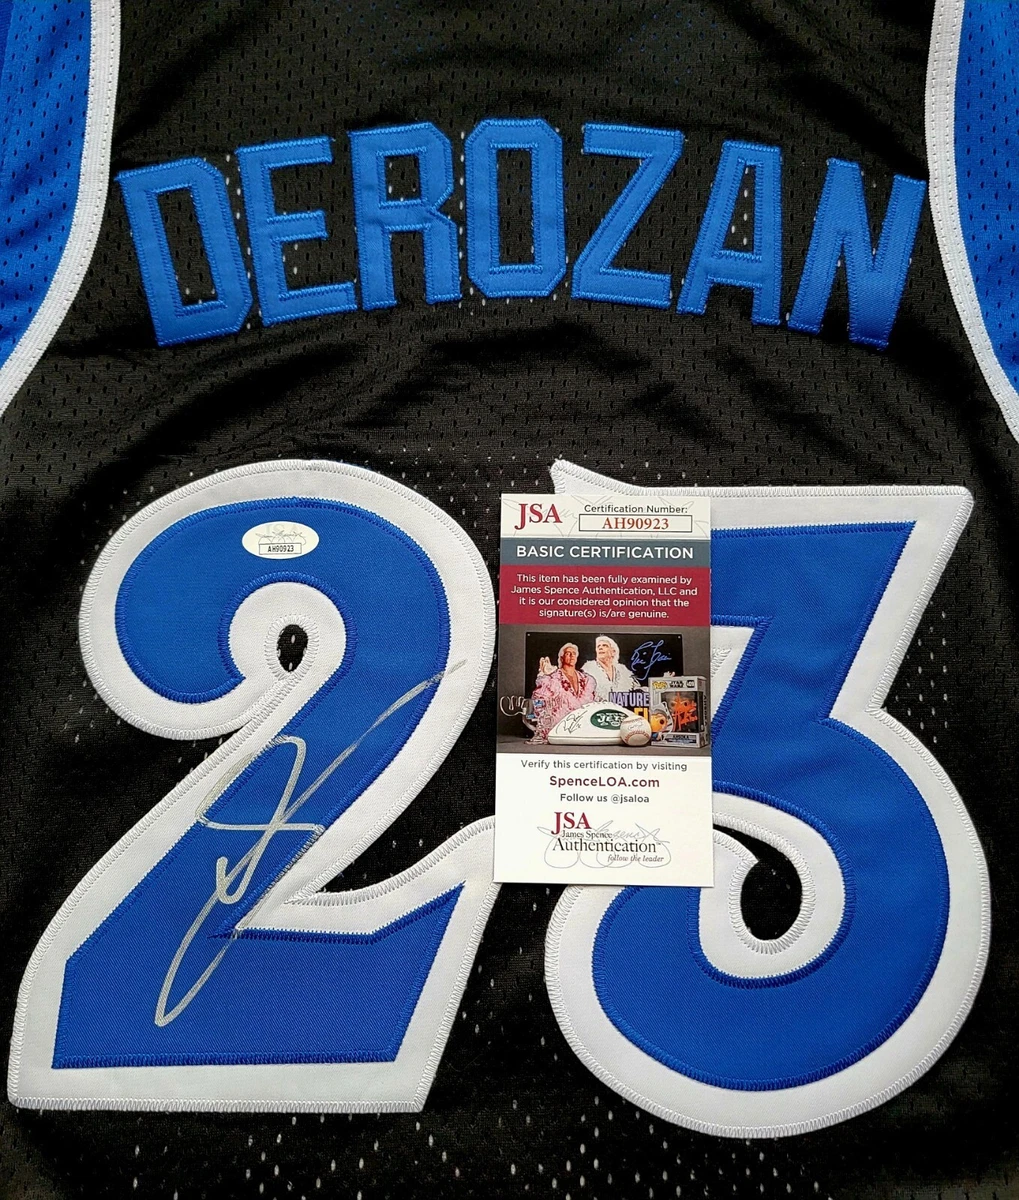 DEROZAN
23
AH90923
JSA
Certification Number:
AH90923
BASIC CERTIFICATION
This item has been fully examined by
James Spence Authentication, LLC and
it is our considered opinion that the
signature(s) is/are genuine.
NATURE
JETS
Verify this certification by visiting
SpenceLOA.com
Follow us @jsaloa
JSA
James Spence
Authentication
follow the leader